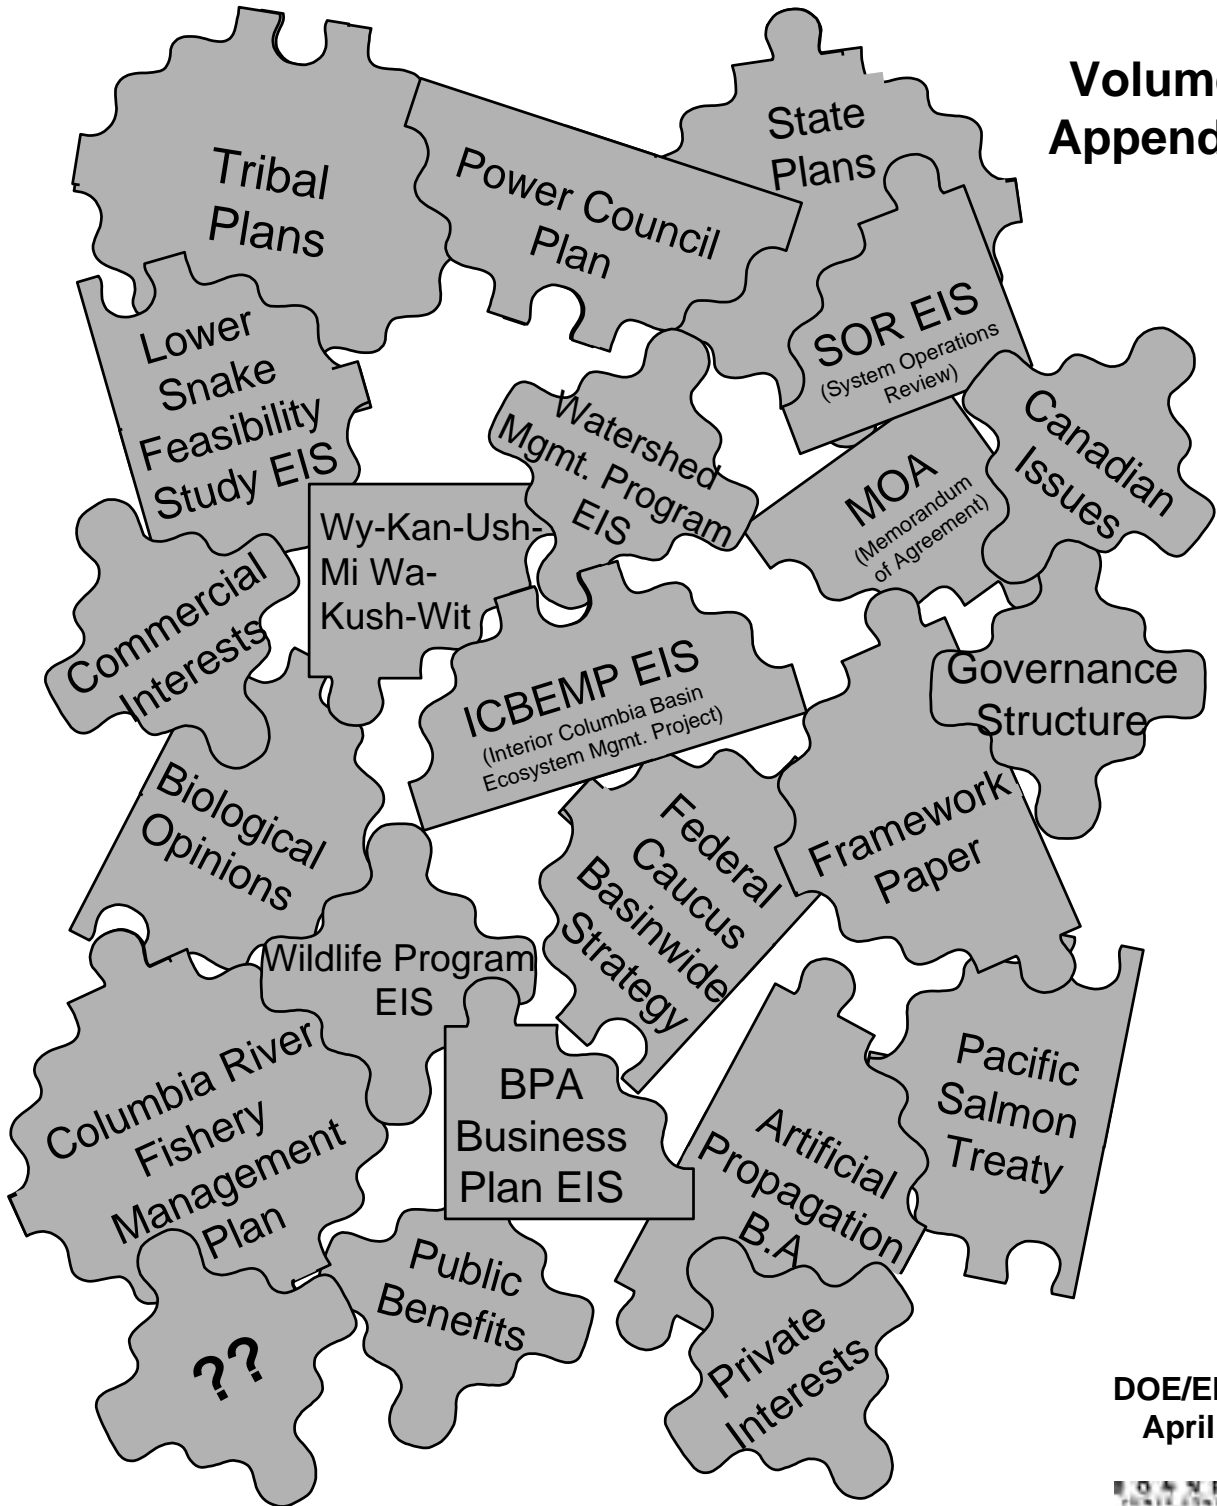 Tribal
Plans
Power Council
Plan
State
Plans
Lower
Snake
Feasibility
Study EIS
SOR EIS
(System Operations
Review)
Watershed
Mgmt. Program
EIS
Canadian
Issues
MOA
(Memorandum
of Agreement)
Wy-Kan-Ush-
Mi Wa-
Kush-Wit
Commercial
Interests
ICBEMP EIS
(Interior Columbia Basin
Ecosystem Mgmt. Project)
Governance
Structure
Biological
Opinions
Federal
Caucus
Basinwide
Strategy
Framework
Paper
Wildlife Program
EIS
Columbia River
Fishery
Management
Plan
BPA
Business
Plan EIS
Artificial
Propagation
B.A
Pacific
Salmon
Treaty
Public
Benefits
??
Private
Interests
Volum
Append
DOE/E
April